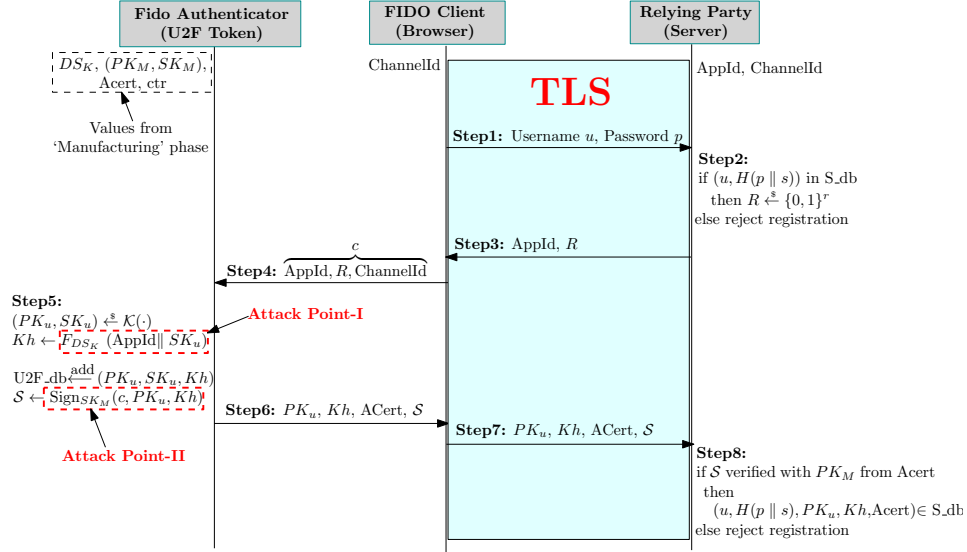 Fido Authenticator
(U2F Token)
FIDO Client
(Browser)
Relying Party
(Server)
DS_K, (PK_M, SK_M),
Acert, ctr
Values from
‘Manufacturing’ phase
ChannelId
AppId, ChannelId
TLS
Step1: Username u, Password p
Step2:
if (u, H(p ∥ s)) in S_db
then R ←$ {0, 1}^r
else reject registration
Step3: AppId, R
c
Step4: AppId, R, ChannelId
Step5:
(PK_u, SK_u) ←$ K(·)
Kh ← F_{DS_K} (AppId∥ SK_u)
Attack Point-I
U2F_db ←add (PK_u, SK_u, Kh)
S ← Sign_{SK_M}(c, PK_u, Kh)
Attack Point-II
Step6: PK_u, Kh, ACert, S
Step7: PK_u, Kh, ACert, S
Step8:
if S verified with PK_M from Acert
then
(u, H(p ∥ s), PK_u, Kh,Acert)∈ S_db
else reject registration